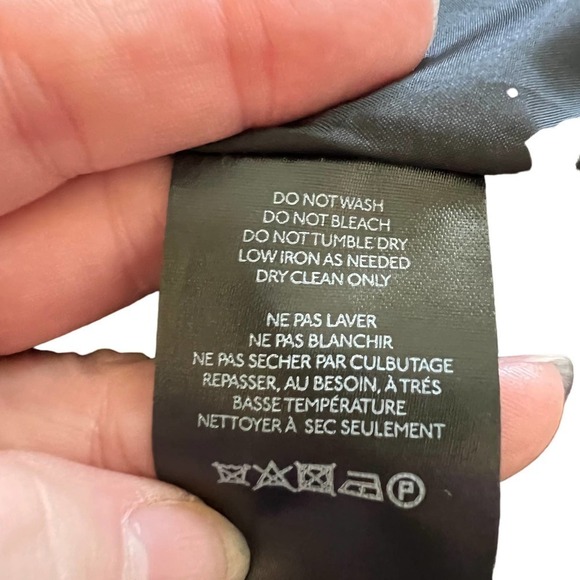 DO NOT WASH
DO NOT BLEACH
DO NOT TUMBLE DRY
LOW IRON AS NEEDED
DRY CLEAN ONLY
NE PAS LAVER
NE PAS BLANCHIR
NE PAS SECHER PAR CULBUTAGE
REPASSER, AU BESOIN, À TRÉS
BASSE TEMPÉRATURE
NETTOYER À SEC SEULEMENT
P